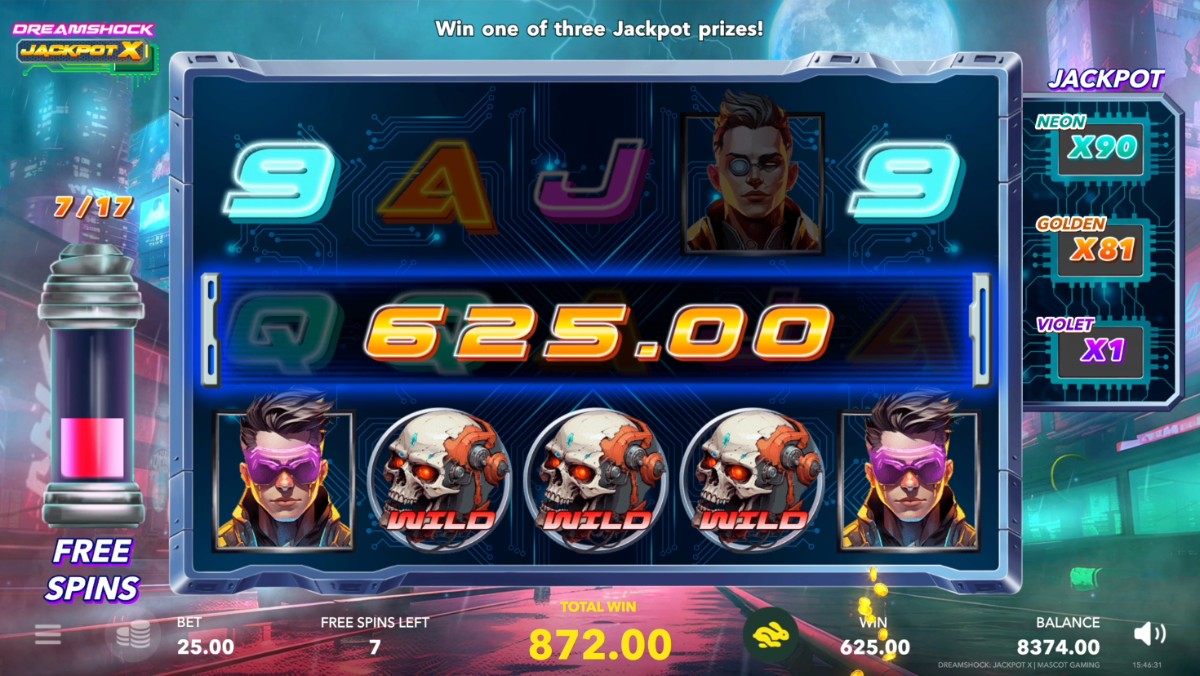 DREAMSHOCK
JACKPOT X
Win one of three Jackpot prizes!
JACKPOT
NEON
X90
GOLDEN
X81
VIOLET
X1
7/17
9 A J 9
Q Q A A
625.00
WILD WILD WILD
FREE
SPINS
BET
25.00
FREE SPINS LEFT
7
TOTAL WIN
872.00
WIN
625.00
BALANCE
8374.00
DREAMSHOCK: JACKPOT X | MASCOT GAMING
15:46:31